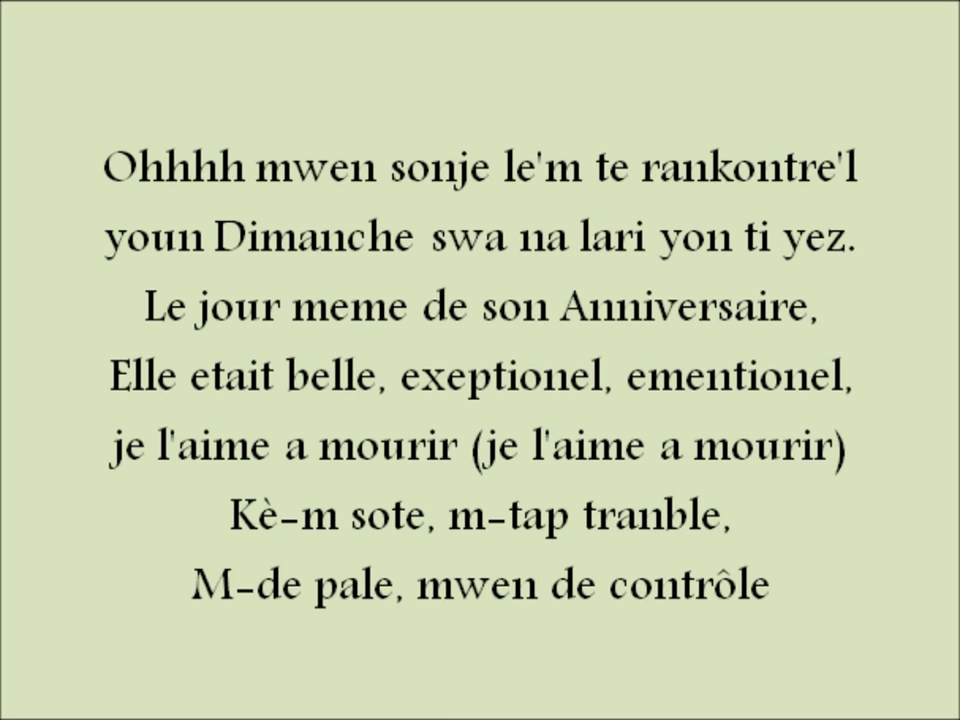 Ohhhh mwen sonje le'm te rankontre'l
youn Dimanche swa na lari yon ti yez.
Le jour meme de son Anniversaire,
Elle etait belle, exeptionel, ementionel,
je l'aime a mourir (je l'aime a mourir)
Kè-m sote, m-tap tranble,
M-de pale, mwen de contrôle